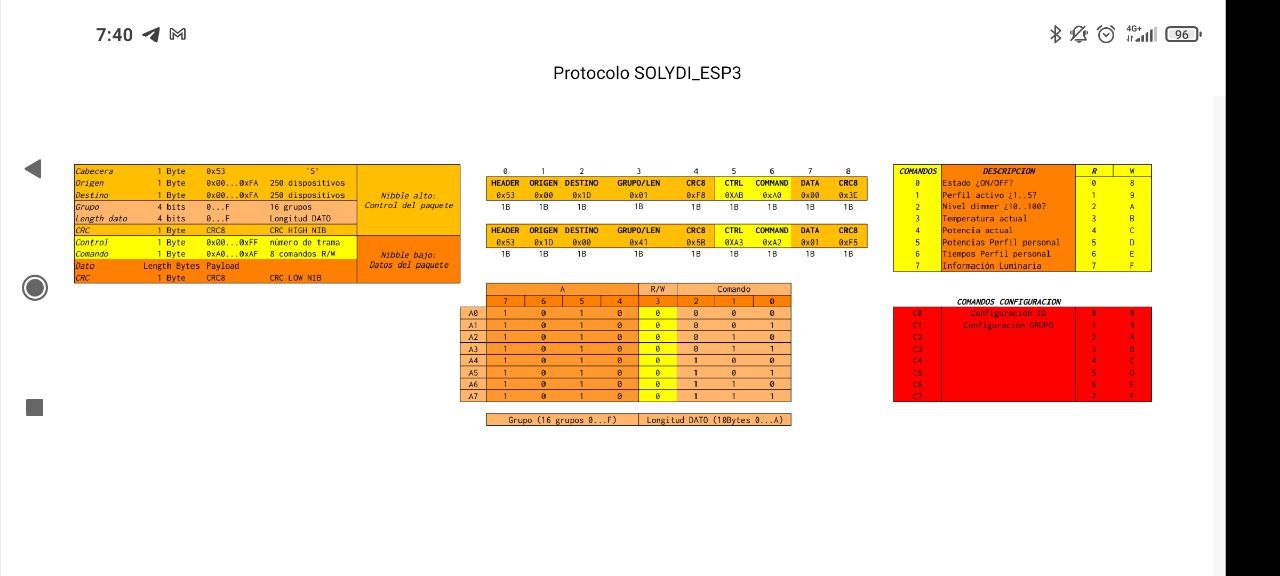 7:40
4G+
96
Protocolo SOLYDI_ESP3
Cabecera 1 Byte 0x53 'S'
Origen 1 Byte 0x00...0xFA 250 dispositivos
Destino 1 Byte 0x00...0xFA 250 dispositivos
Grupo 4 bits 0...F 16 grupos
Length dato 4 bits 0...F Longitud DATO
CRC 1 Byte CRC8 CRC HIGH NIB
Nibble alto:
Control del paquete
Control 1 Byte 0x00...0xFF número de trama
Comando 1 Byte 0xA0...0xAF 8 comandos R/W
Dato Length Bytes Payload
CRC 1 Byte CRC8 CRC LOW NIB
Nibble bajo:
Datos del paquete
0 1 2 3 4 5 6 7 8
HEADER ORIGEN DESTINO GRUPO/LEN CRC8 CTRL COMMAND DATA CRC8
0x53 0x00 0x1D 0x01 0xF8 0XAB 0xA0 0x00 0x3E
1B 1B 1B 1B 1B 1B 1B 1B 1B
HEADER ORIGEN DESTINO GRUPO/LEN CRC8 CTRL COMMAND DATA CRC8
0x53 0x1D 0x00 0x41 0x5B 0XA3 0xA2 0x01 0xF5
1B 1B 1B 1B 1B 1B 1B 1B 1B
A R/W Comando
7 6 5 4 3 2 1 0
A0 1 0 1 0 0 0 0 0
A1 1 0 1 0 0 0 0 1
A2 1 0 1 0 0 0 1 0
A3 1 0 1 0 0 0 1 1
A4 1 0 1 0 0 1 0 0
A5 1 0 1 0 0 1 0 1
A6 1 0 1 0 0 1 1 0
A7 1 0 1 0 0 1 1 1
Grupo (16 grupos 0...F) Longitud DATO (10Bytes 0...A)
COMANDOS DESCRIPCION R W
0 Estado ¿ON/OFF? 0 8
1 Perfil activo ¿1..5? 1 9
2 Nivel dimmer ¿10..100? 2 A
3 Temperatura actual 3 B
4 Potencia actual 4 C
5 Potencias Perfil personal 5 D
6 Tiempos Perfil personal 6 E
7 Información Luminaria 7 F
COMANDOS CONFIGURACION
C0 Configuración ID 0 8
C1 Configuración GRUPO 1 9
C2 2 A
C3 3 B
C4 4 C
C5 5 D
C6 6 E
C7 7 F